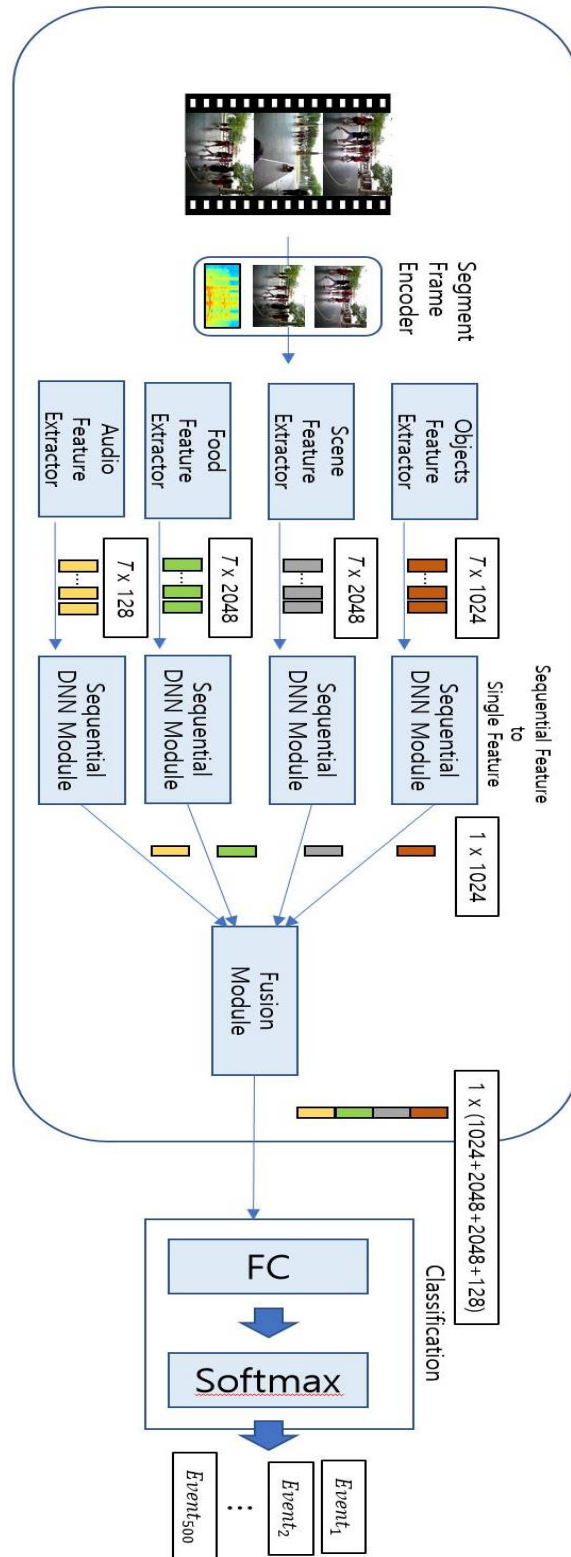 Segment
Frame
Encoder
Objects
Feature
Extractor
Scene
Feature
Extractor
Food
Feature
Extractor
Audio
Feature
Extractor
T x 1024
T x 2048
T x 2048
T x 128
Sequential Feature
to
Single Feature
Sequential
DNN Module
Sequential
DNN Module
Sequential
DNN Module
Sequential
DNN Module
1 x 1024
Fusion
Module
1 x (1024+2048+2048+128)
Classification
FC
Softmax
Event₁
Event₂
⋯
Event₅₀₀